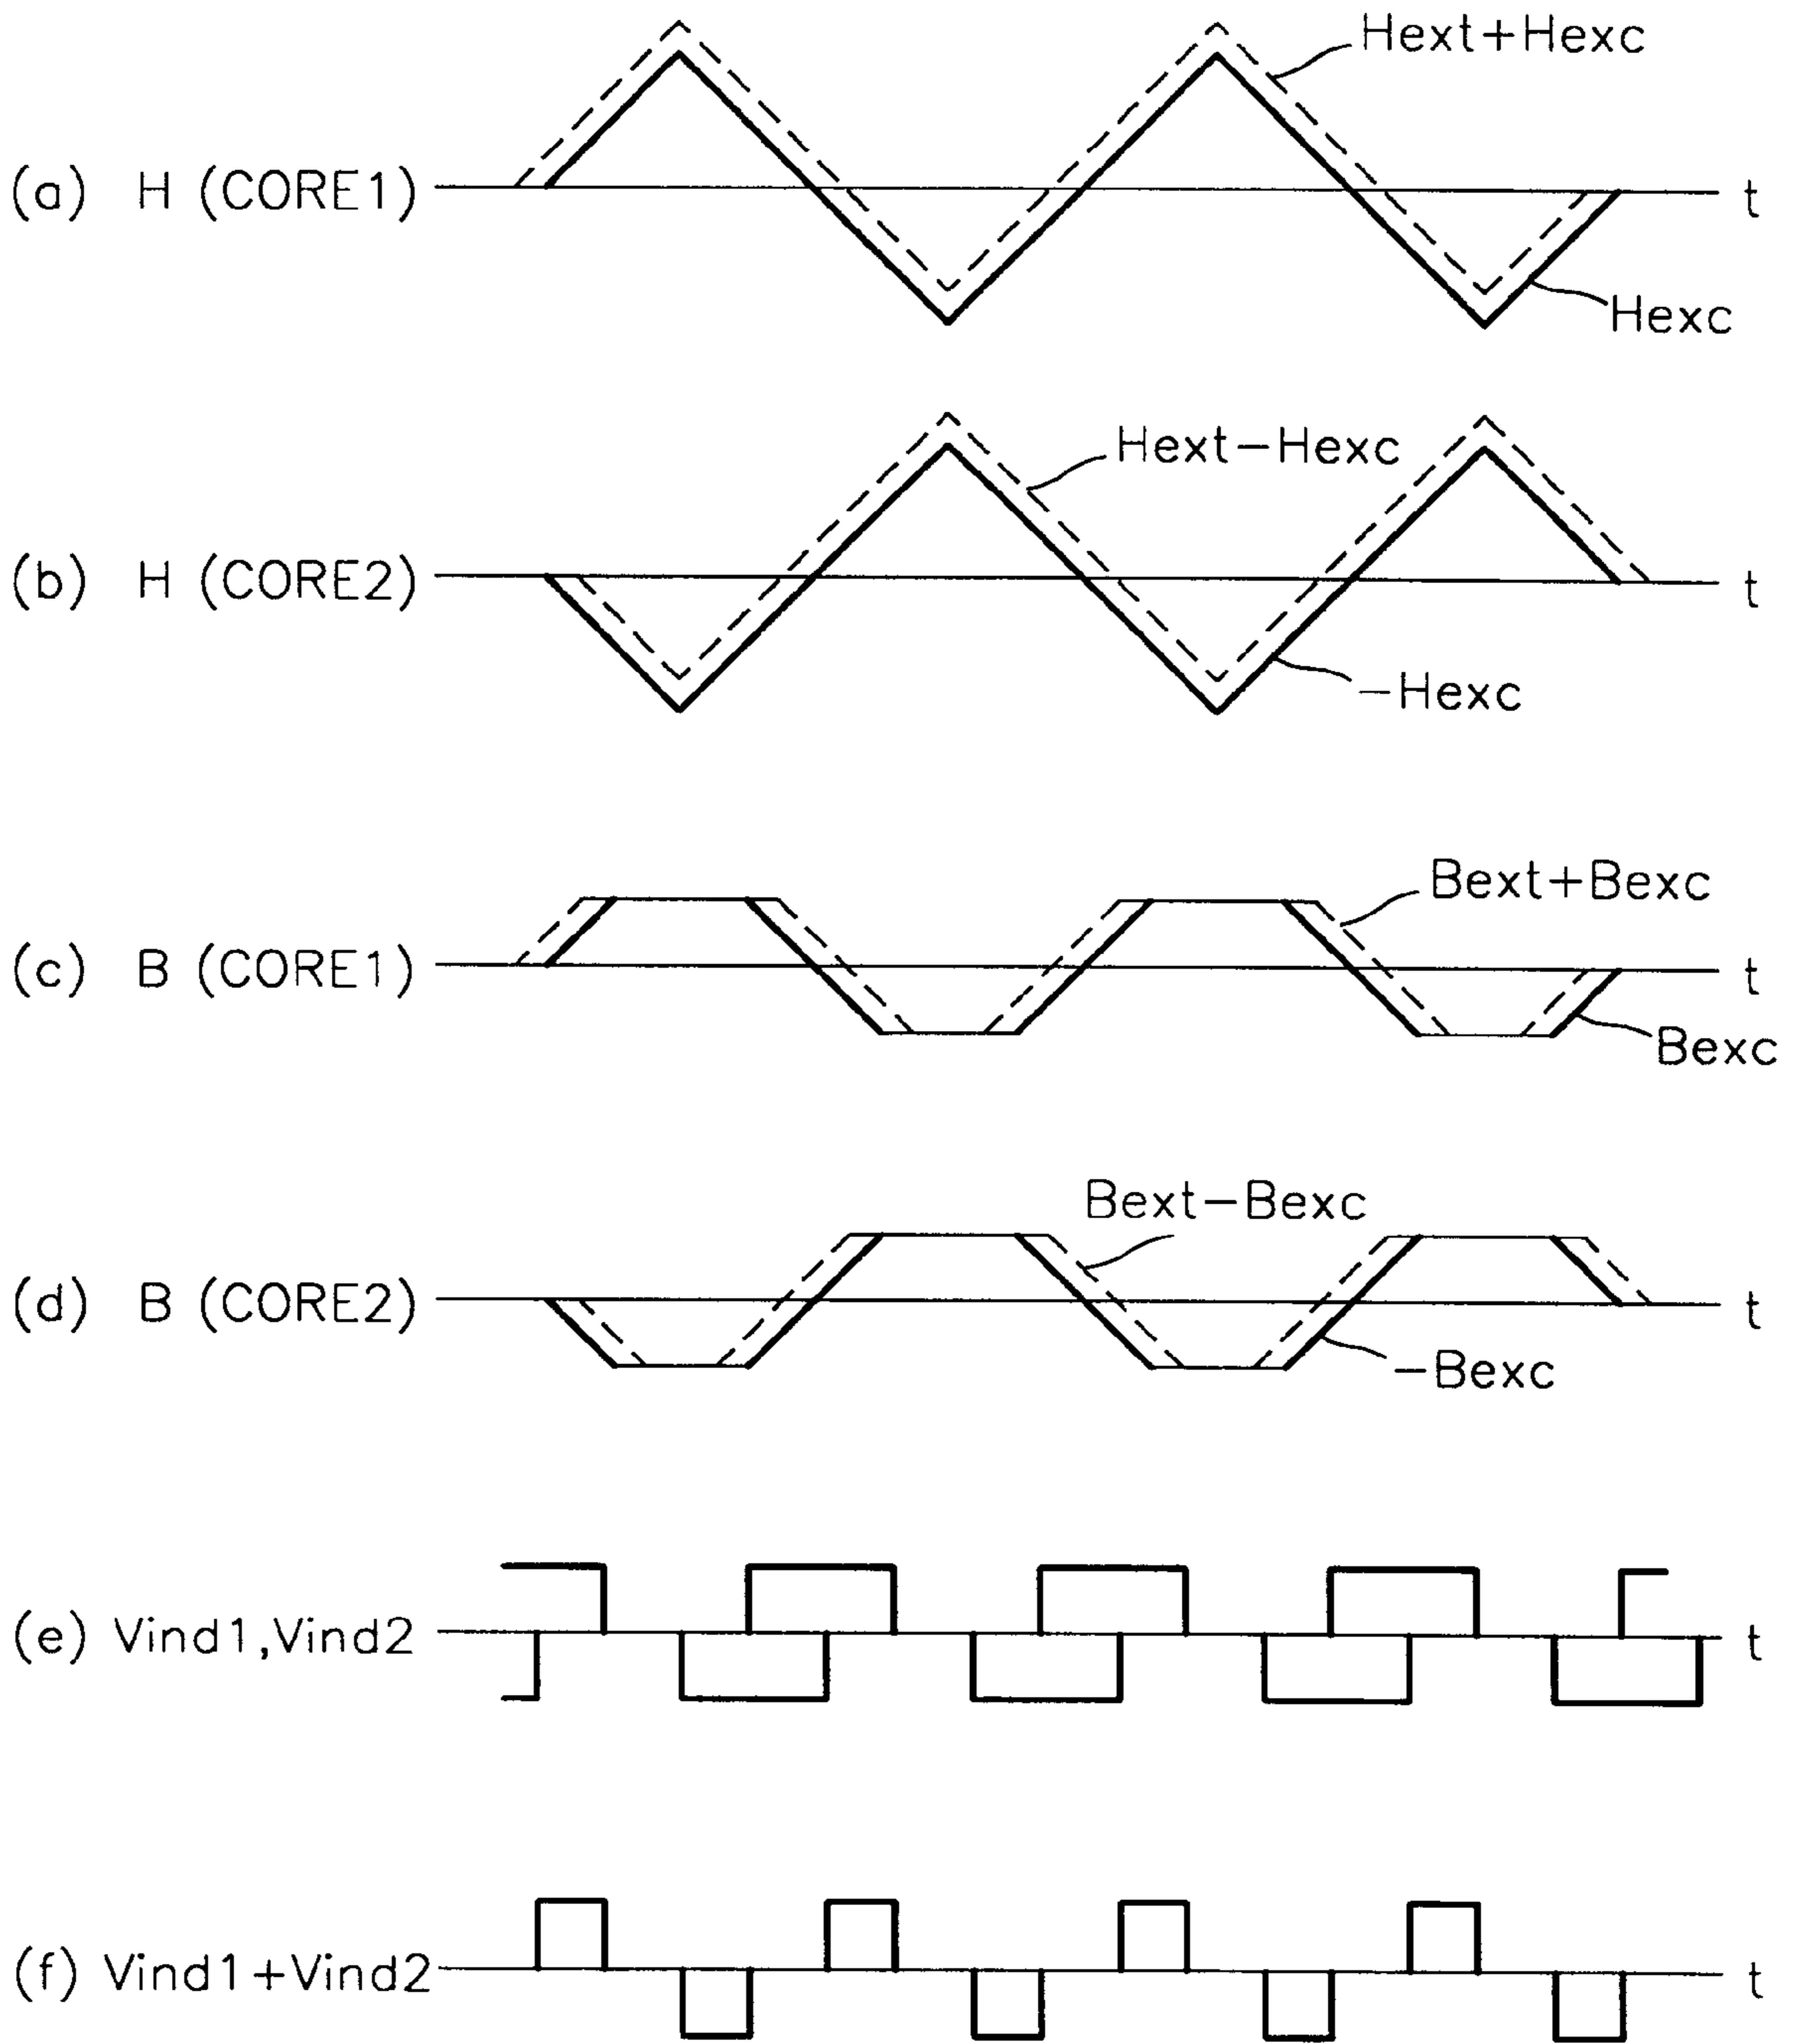 Hext+Hexc
(a) H (CORE1)
t
Hexc
Hext-Hexc
(b) H (CORE2)
t
-Hexc
Bext+Bexc
(c) B (CORE1)
t
Bexc
Bext-Bexc
(d) B (CORE2)
t
-Bexc
(e) Vind1,Vind2
t
(f) Vind1+Vind2
t